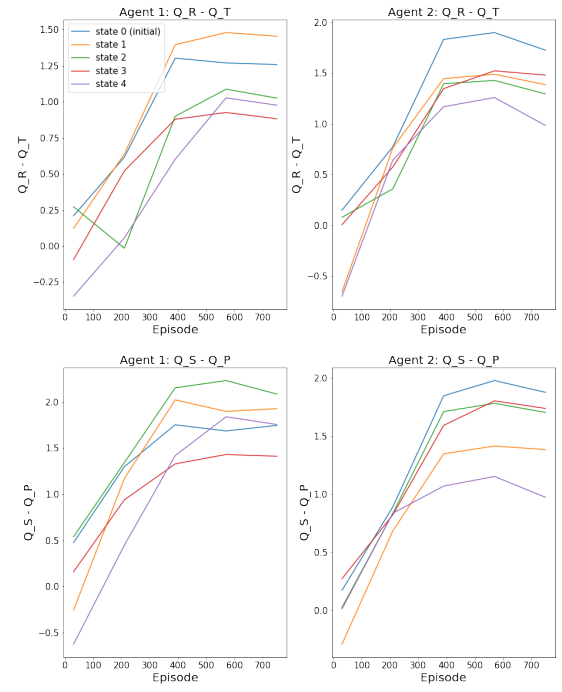 Agent 1: Q_R - Q_T
Q_R - Q_T
1.50
1.25
1.00
0.75
0.50
0.25
0.00
−0.25
state 0 (initial)
state 1
state 2
state 3
state 4
0 100 200 300 400 500 600 700
Episode
Agent 2: Q_R - Q_T
Q_R - Q_T
2.0
1.5
1.0
0.5
0.0
−0.5
0 100 200 300 400 500 600 700
Episode
Agent 1: Q_S - Q_P
Q_S - Q_P
2.0
1.5
1.0
0.5
0.0
−0.5
0 100 200 300 400 500 600 700
Episode
Agent 2: Q_S - Q_P
Q_S - Q_P
2.0
1.5
1.0
0.5
0.0
0 100 200 300 400 500 600 700
Episode